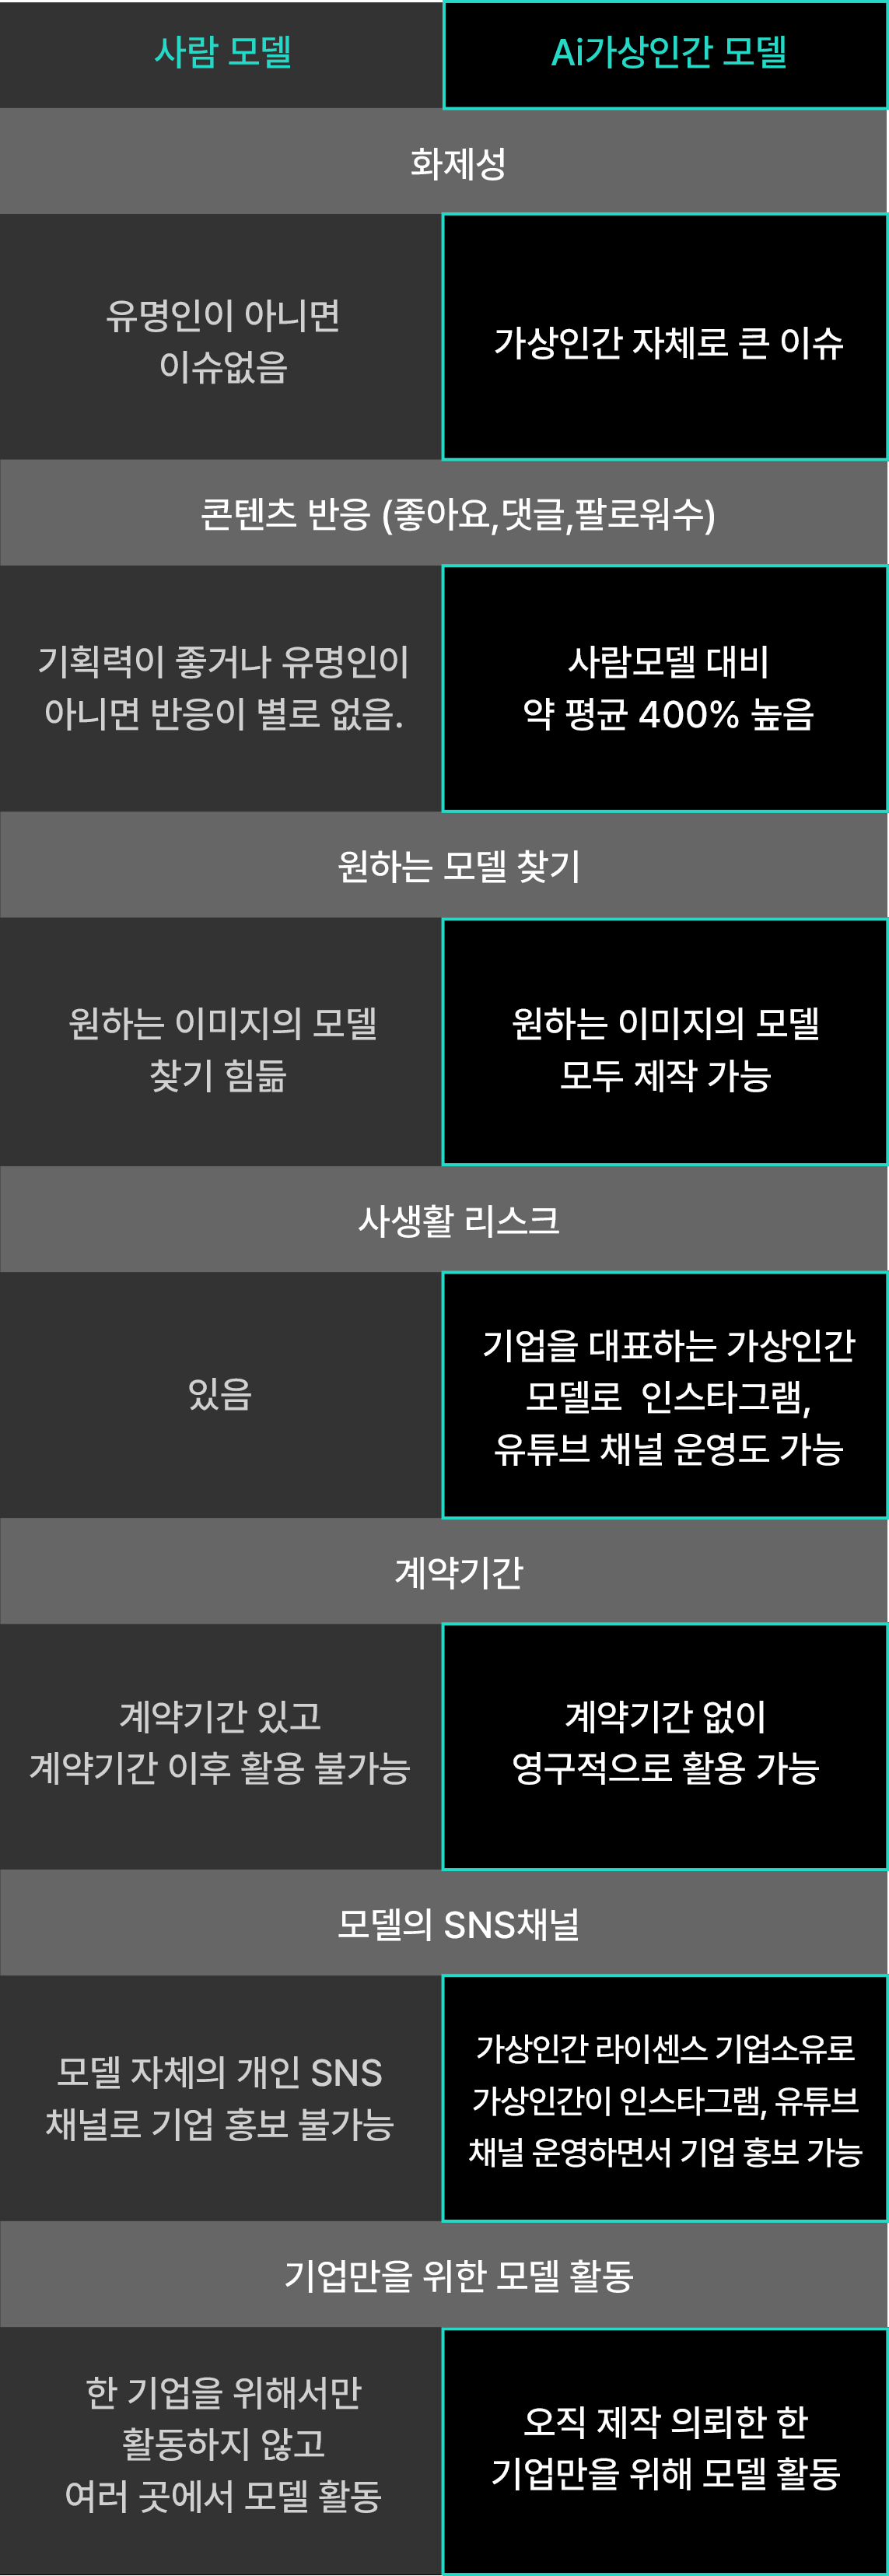 사람 모델
Ai가상인간 모델
화제성
유명인이 아니면
이슈없음
가상인간 자체로 큰 이슈
콘텐츠 반응 (좋아요,댓글,팔로워수)
기획력이 좋거나 유명인이
아니면 반응이 별로 없음.
사람모델 대비
약 평균 400% 높음
원하는 모델 찾기
원하는 이미지의 모델
찾기 힘듦
원하는 이미지의 모델
모두 제작 가능
사생활 리스크
있음
기업을 대표하는 가상인간
모델로 인스타그램,
유튜브 채널 운영도 가능
계약기간
계약기간 있고
계약기간 이후 활용 불가능
계약기간 없이
영구적으로 활용 가능
모델의 SNS채널
모델 자체의 개인 SNS
채널로 기업 홍보 불가능
가상인간 라이센스 기업소유로
가상인간이 인스타그램, 유튜브
채널 운영하면서 기업 홍보 가능
기업만을 위한 모델 활동
한 기업을 위해서만
활동하지 않고
여러 곳에서 모델 활동
오직 제작 의뢰한 한
기업만을 위해 모델 활동